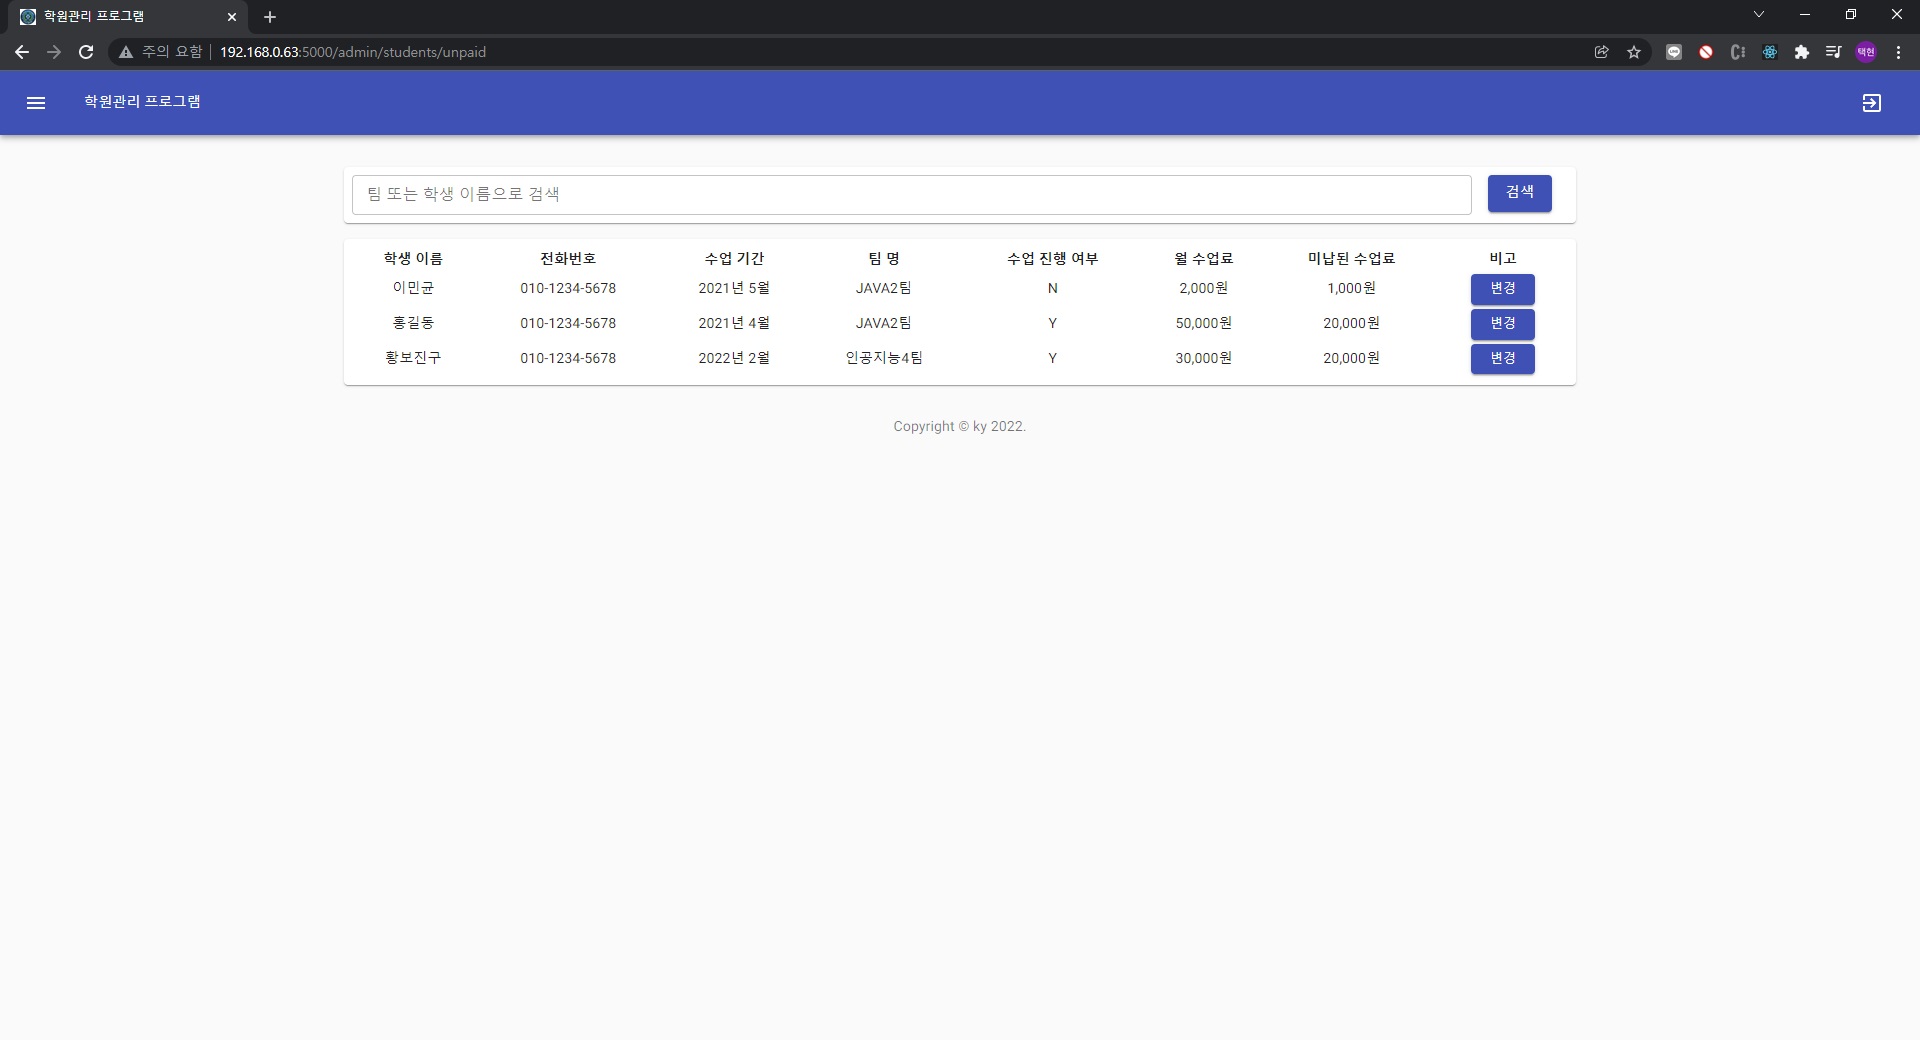 학원관리 프로그램
주의 요함 192.168.0.63:5000/admin/students/unpaid 택현
학원관리 프로그램
팀 또는 학생 이름으로 검색 검색
학생 이름 전화번호 수업 기간 팀 명 수업 진행 여부 월 수업료 미납된 수업료 비고
이민균 010-1234-5678 2021년 5월 JAVA2팀 N 2,000원 1,000원 변경
홍길동 010-1234-5678 2021년 4월 JAVA2팀 Y 50,000원 20,000원 변경
황보진구 010-1234-5678 2022년 2월 인공지능4팀 Y 30,000원 20,000원 변경
Copyright © ky 2022.